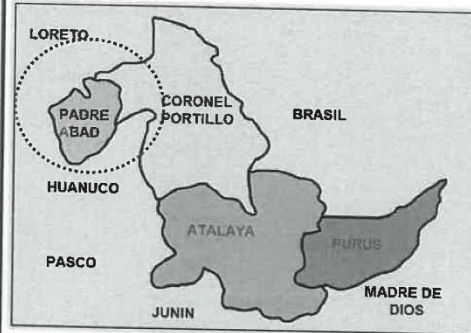 LORETO
CORONEL
PORTILLO
PADRE
ABAD
BRASIL
HUANUCO
ATALAYA
PURUS
PASCO
MADRE DE
DIOS
JUNIN